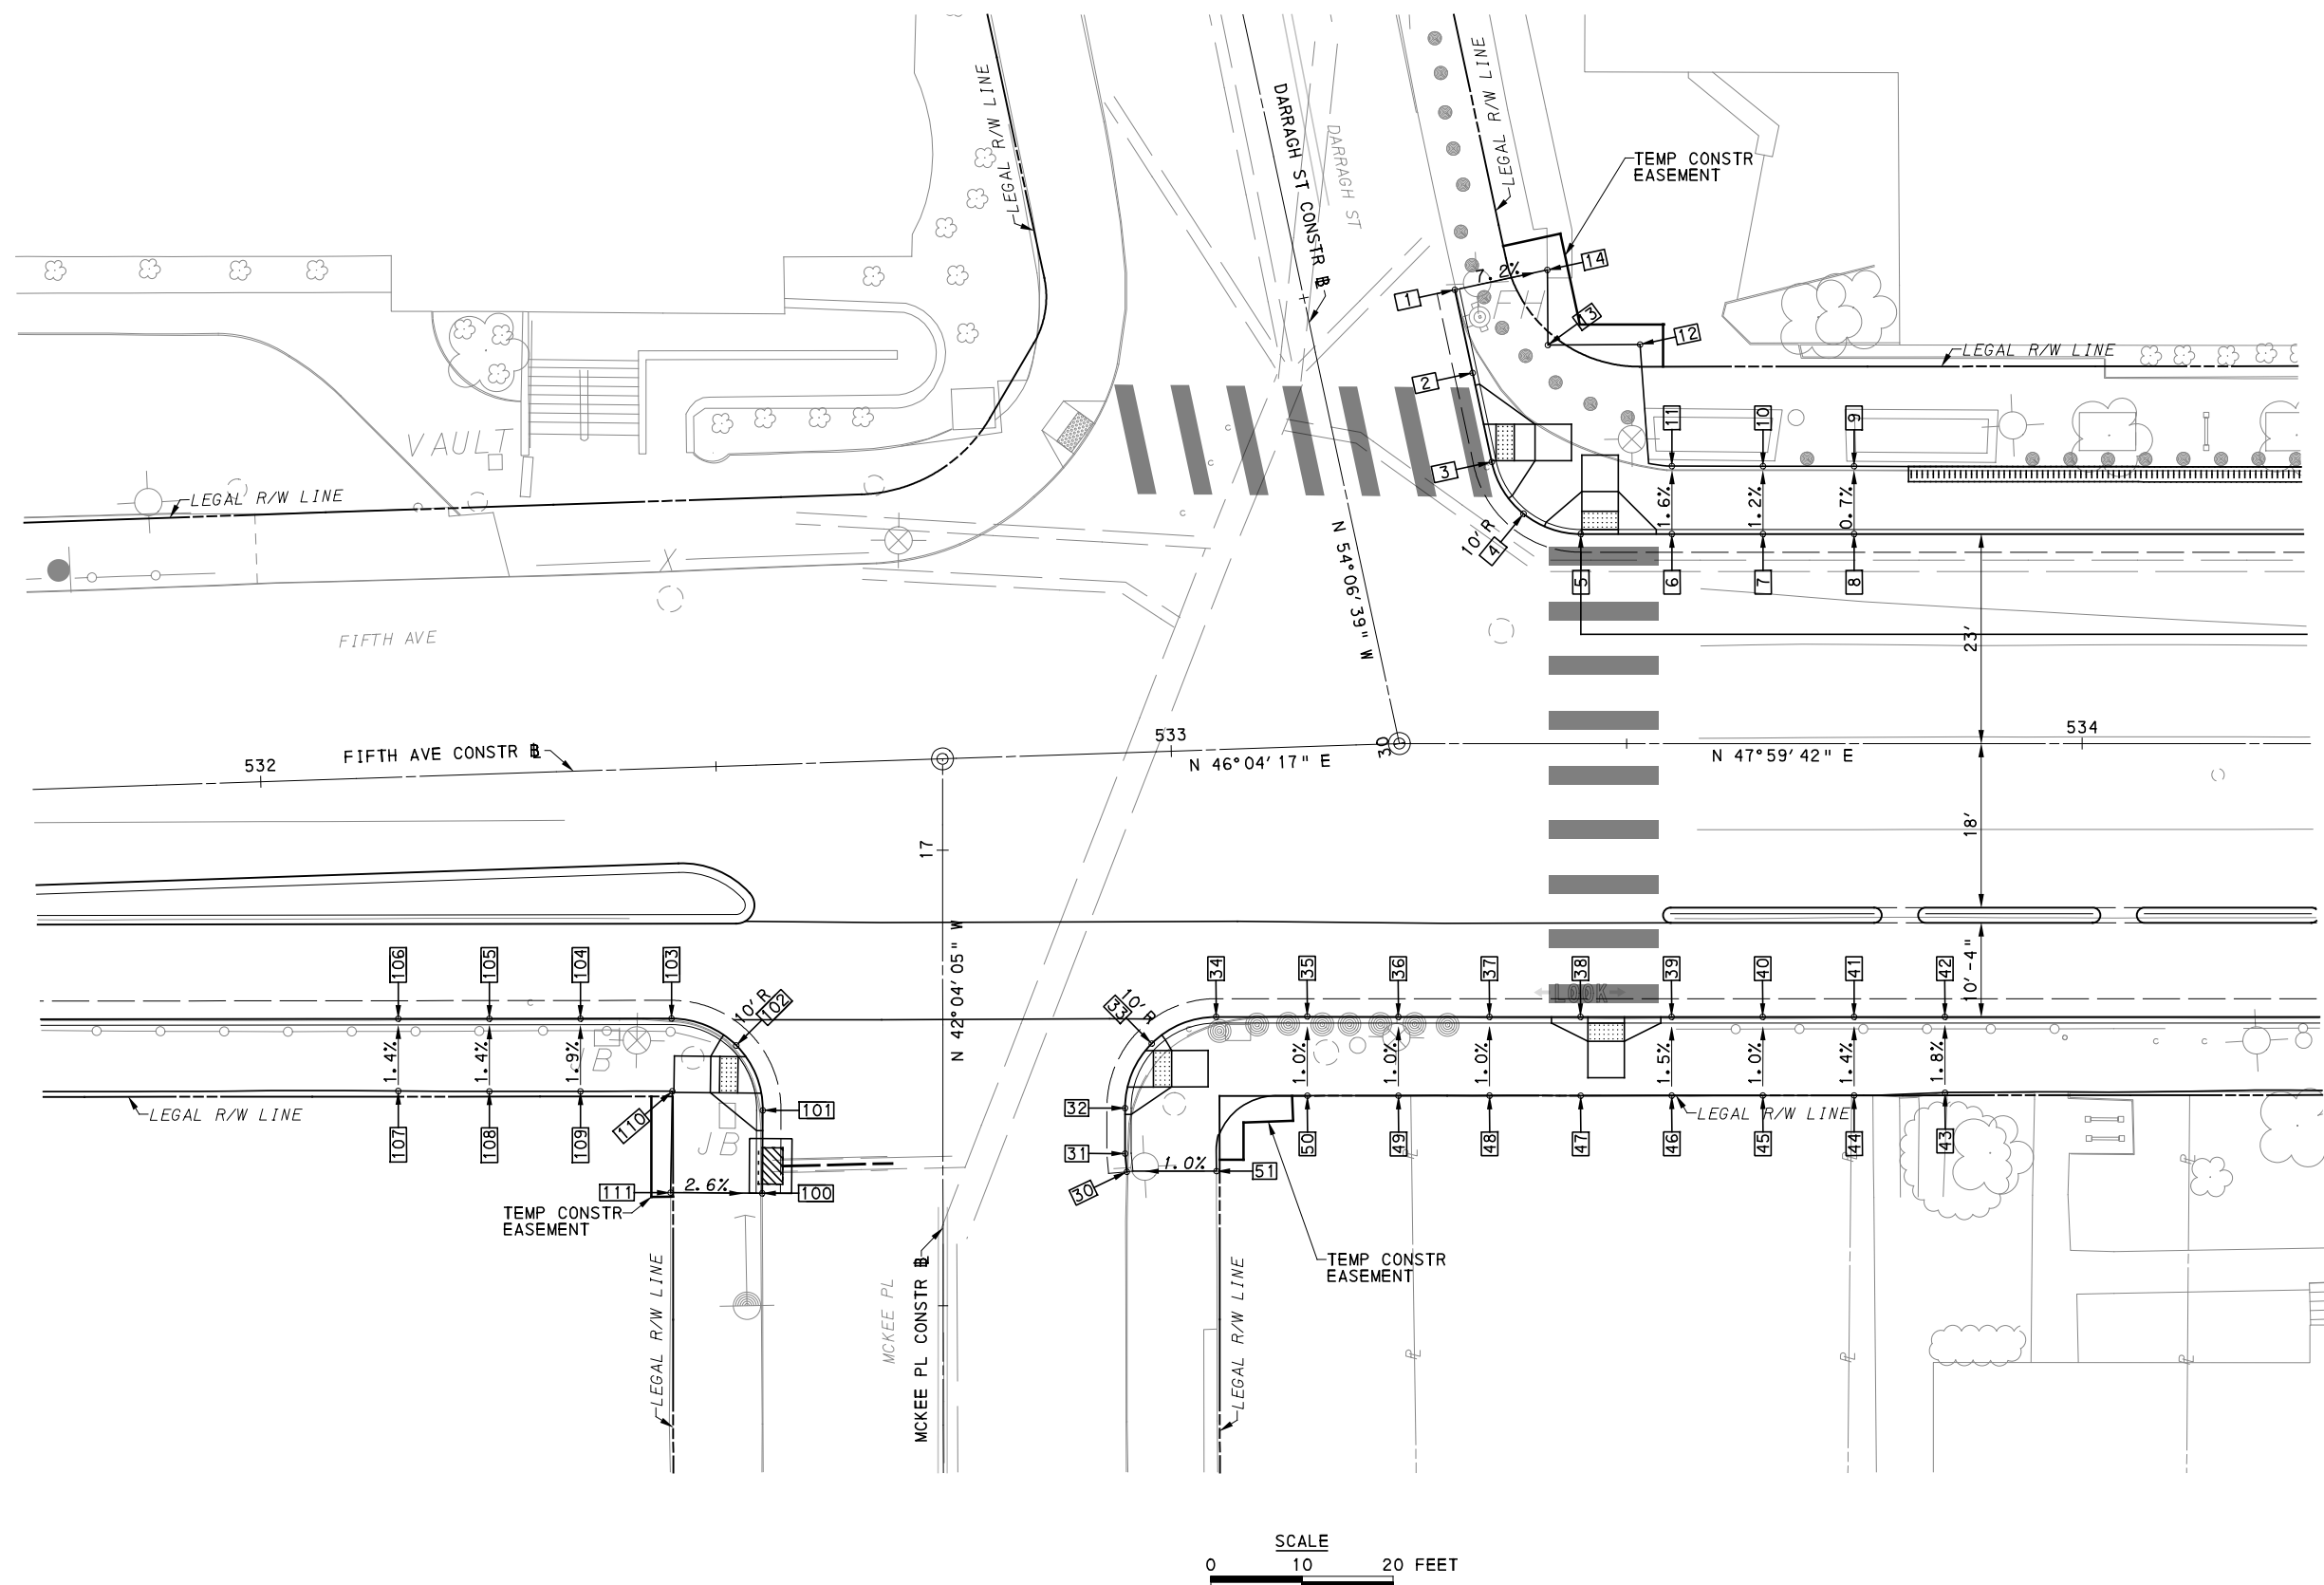 LEGAL R/W LINE
DARRAGH ST CONSTR
DARRAGH ST
LEGAL R/W LINE
TEMP CONSTR
EASEMENT
14
7.2%
1
13
12
2
LEGAL R/W LINE
VAULT
3
11
10
9
LEGAL R/W LINE
1.6%
1.2%
0.7%
X
10' R
4
5
6
7
8
N 54°06'39" W
FIFTH AVE
23'
532
FIFTH AVE CONSTR
533
N 46°04'17" E
30
N 47°59'42" E
534
18'
17
N 42°04'05" W
10'-4"
106
105
104
103
10' R
102
33
10' R
34
35
36
37
38
39
40
41
42
LOOK
1.4%
1.4%
1.9%
JB
1.0%
1.0%
1.0%
1.5%
1.0%
1.4%
1.8%
LEGAL R/W LINE
110
101
32
LEGAL R/W LINE
107
108
109
JB
31
50
49
48
47
46
45
44
43
111
2.6%
100
30
1.0%
51
TEMP CONSTR
EASEMENT
TEMP CONSTR
EASEMENT
LEGAL R/W LINE
MCKEE PL
MCKEE PL CONSTR
LEGAL R/W LINE
SCALE
0 10 20 FEET